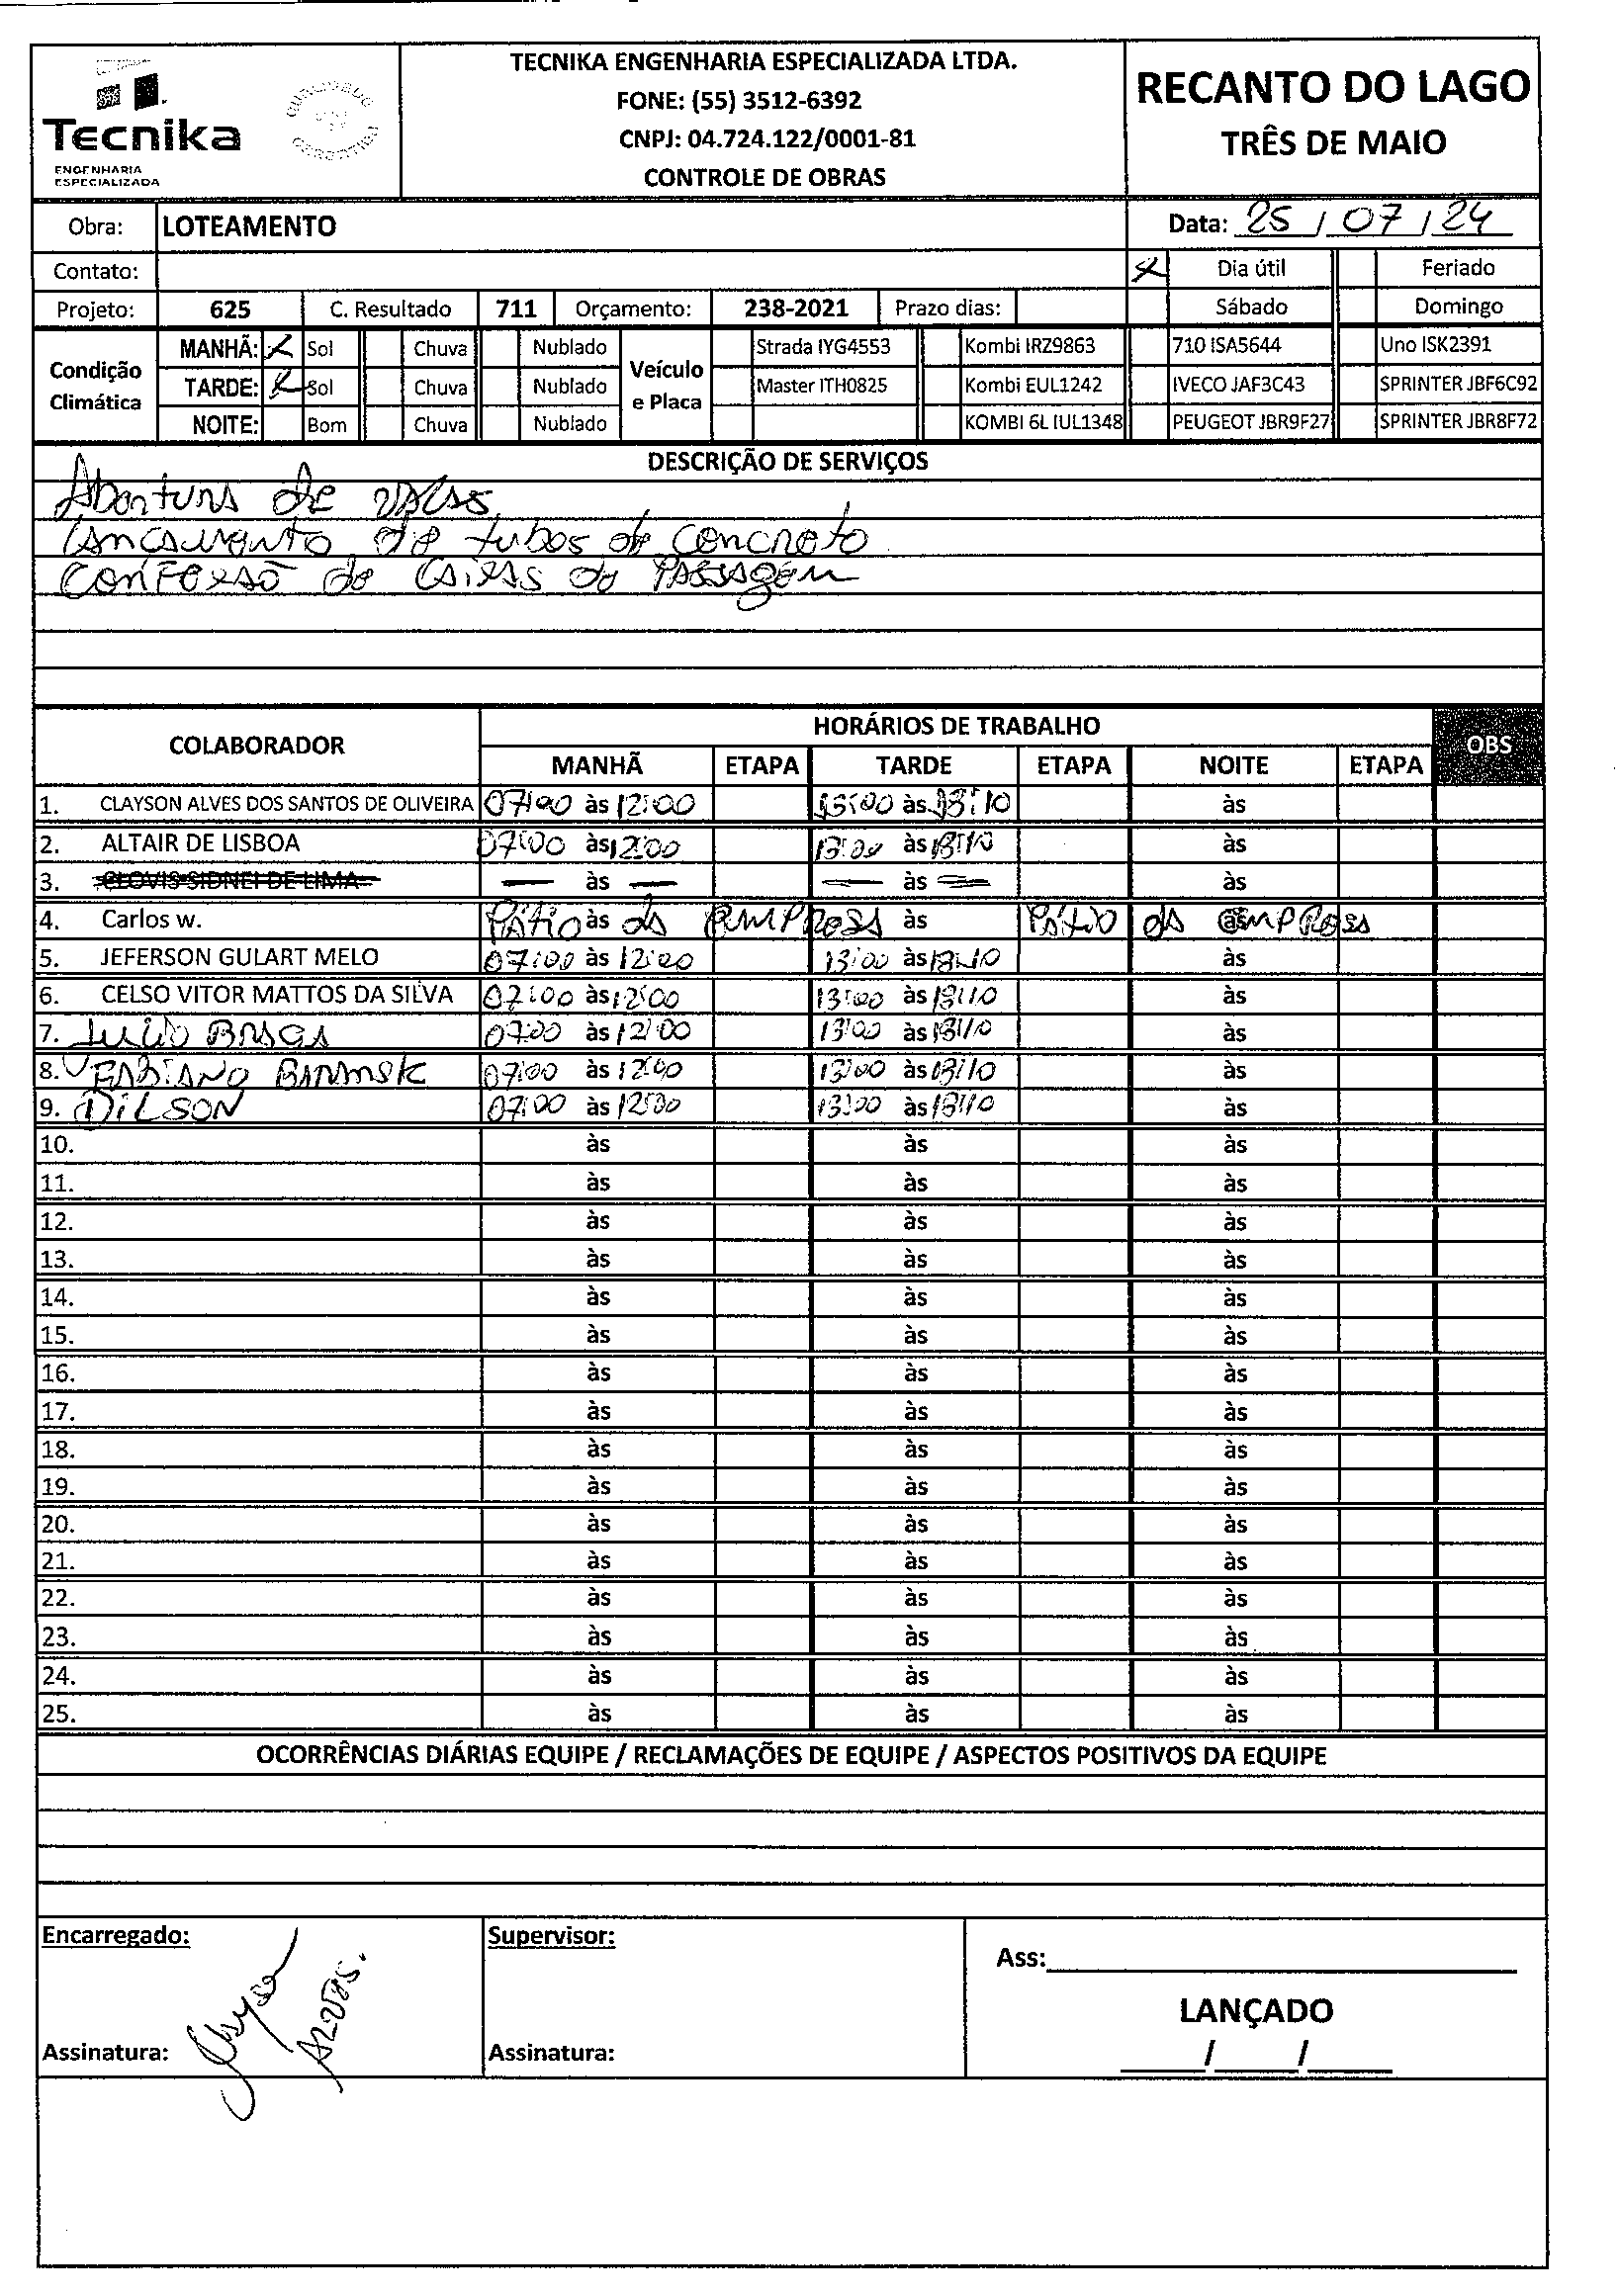 Tecnika
ENGENHARIA
ESPECIALIZADA
TECNIKA ENGENHARIA ESPECIALIZADA LTDA.
FONE: (55) 3512-6392
CNPJ: 04.724.122/0001-81
CONTROLE DE OBRAS
RECANTO DO LAGO
TRÊS DE MAIO
Obra: LOTEAMENTO Data: 25 / 07 / 24
Contato: X Dia útil Feriado
Projeto: 625 C. Resultado 711 Orçamento: 238-2021 Prazo dias: Sábado Domingo
Condição Climática MANHÃ: X Sol Chuva Nublado Veículo e Placa Strada IYG4553 Kombi IRZ9863 710 ISA5644 Uno ISK2391
TARDE: X Sol Chuva Nublado Master ITH0825 Kombi EUL1242 IVECO JAF3C43 SPRINTER JBF6C92
NOITE: Bom Chuva Nublado KOMBI 6L IUL1348 PEUGEOT JBR9F27 SPRINTER JBR8F72
DESCRIÇÃO DE SERVIÇOS
Abertura de valas
Lançamento de tubos de concreto
Confexsão de Caixas de Passagem
COLABORADOR HORÁRIOS DE TRABALHO OBS
MANHÃ ETAPA TARDE ETAPA NOITE ETAPA
1. CLAYSON ALVES DOS SANTOS DE OLIVEIRA 07:00 às 12:00 13:00 às 18:10 às
2. ALTAIR DE LISBOA 07:00 às 12:00 13:00 às 18:10 às
3. CLOVIS SIDNEI DE LIMA — às — — às — às
4. Carlos w. Pátio às da EMPResa às Pátio da EMPResa
5. JEFERSON GULART MELO 07:00 às 12:00 13:00 às 18:10 às
6. CELSO VITOR MATTOS DA SILVA 07:00 às 12:00 13:00 às 18:10 às
7. Julio BRAGA 07:00 às 12:00 13:00 às 18:10 às
8. FABIANO 07:00 às 12:00 13:00 às 18:10 às
9. DILSON 07:00 às 12:00 13:00 às 18:10 às
10. às às às
11. às às às
12. às às às
13. às às às
14. às às às
15. às às às
16. às às às
17. às às às
18. às às às
19. às às às
20. às às às
21. às às às
22. às às às
23. às às às
24. às às às
25. às às às
OCORRÊNCIAS DIÁRIAS EQUIPE / RECLAMAÇÕES DE EQUIPE / ASPECTOS POSITIVOS DA EQUIPE
Encarregado: Supervisor: Ass:
LANÇADO
Assinatura: Clayson Alves. Assinatura: / /